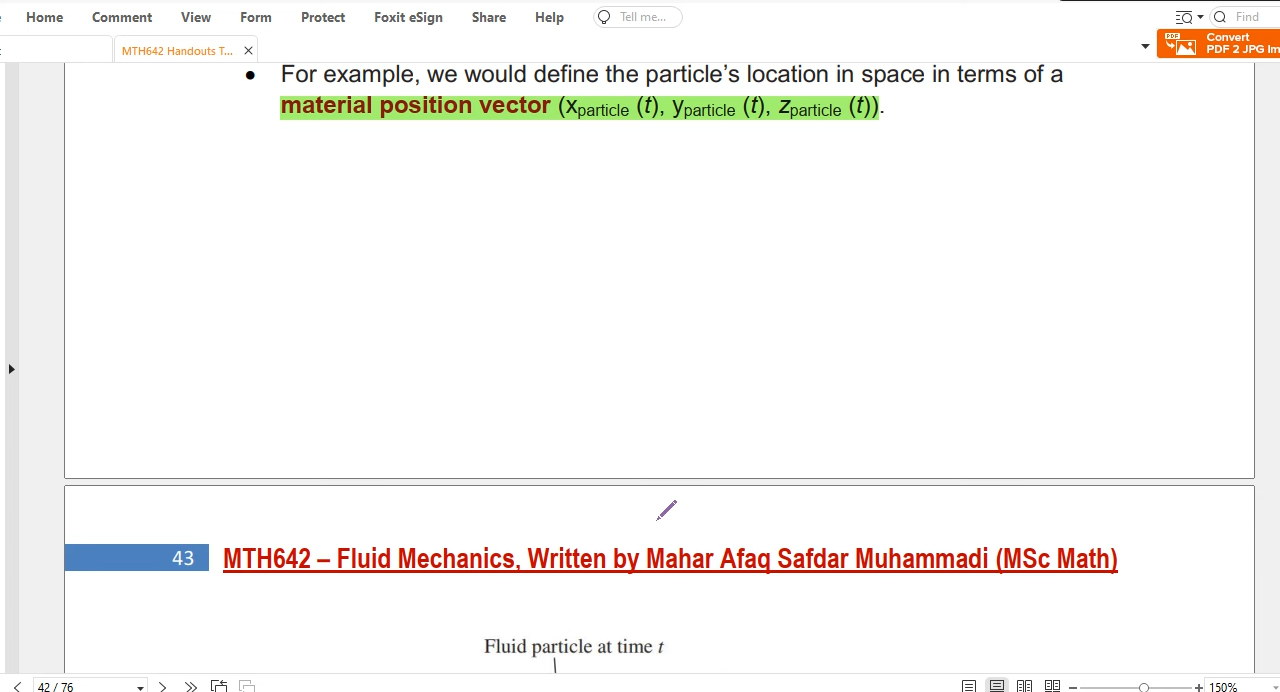 Home Comment View Form Protect Foxit eSign Share Help Tell me... Find
MTH642 Handouts T... Convert
PDF PDF 2 JPG Im
• For example, we would define the particle’s location in space in terms of a
material position vector (xparticle (t), yparticle (t), zparticle (t)).
43 MTH642 – Fluid Mechanics, Written by Mahar Afaq Safdar Muhammadi (MSc Math)
Fluid particle at time t
42 / 76 150%